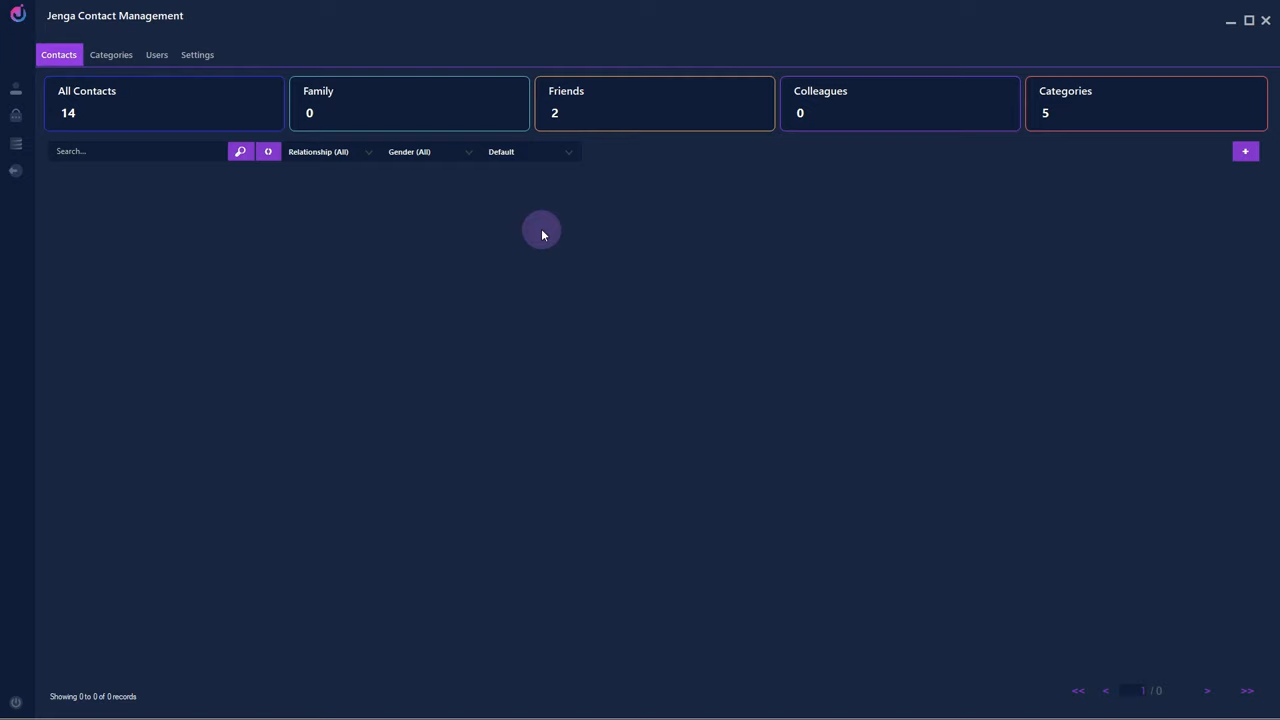 Jenga Contact Management
Contacts Categories Users Settings
All Contacts Family Friends Colleagues Categories
14 0 2 0 5
Search... Relationship (All) Gender (All) Default +
Showing 0 to 0 of 0 records
<< < 1 / 0 > >>